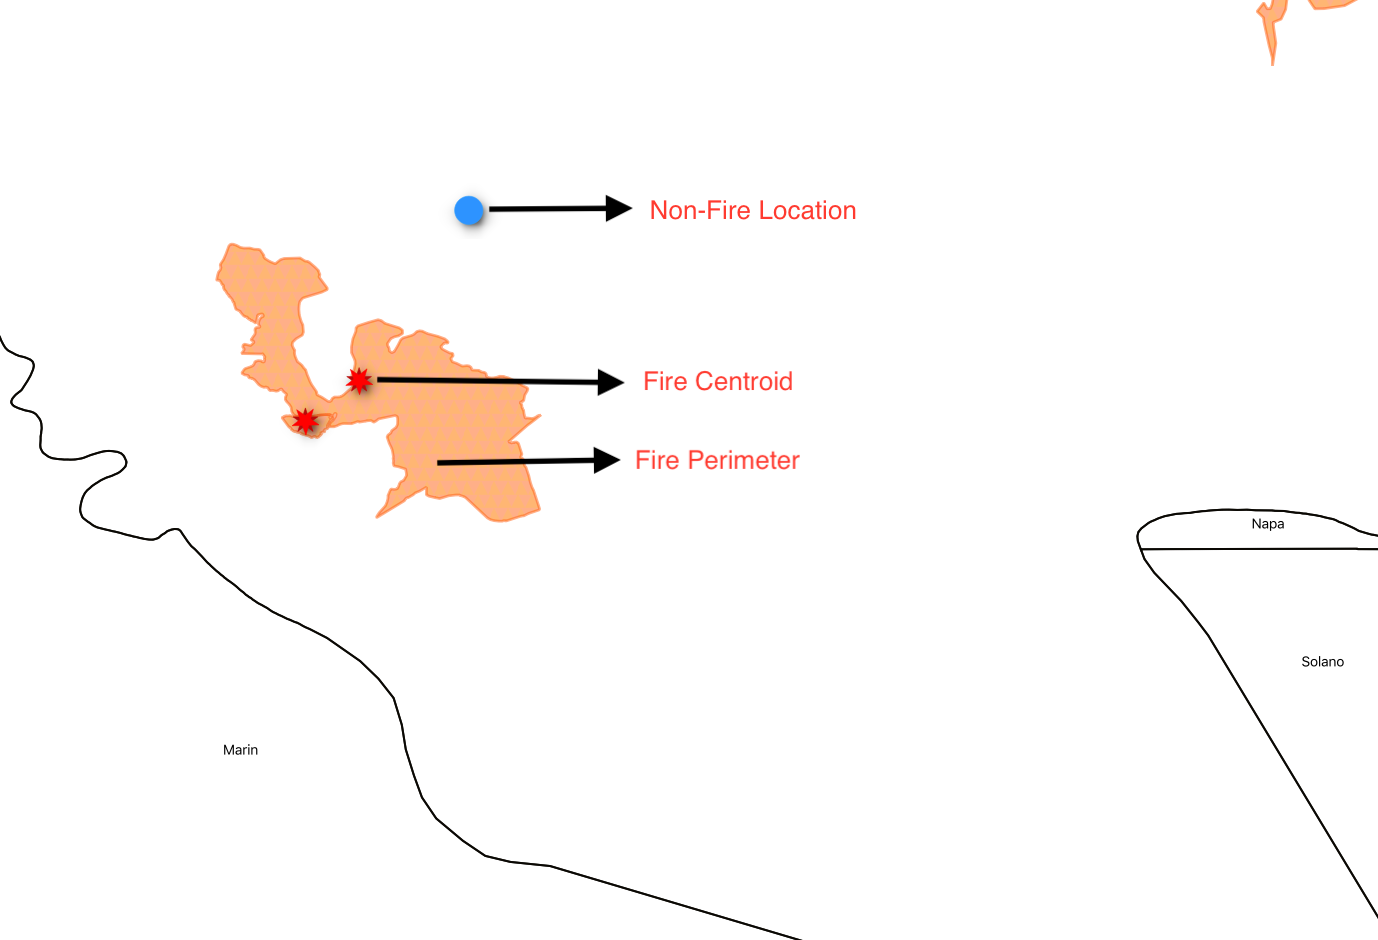 Non-Fire Location
Fire Centroid
Fire Perimeter
Napa
Solano
Marin